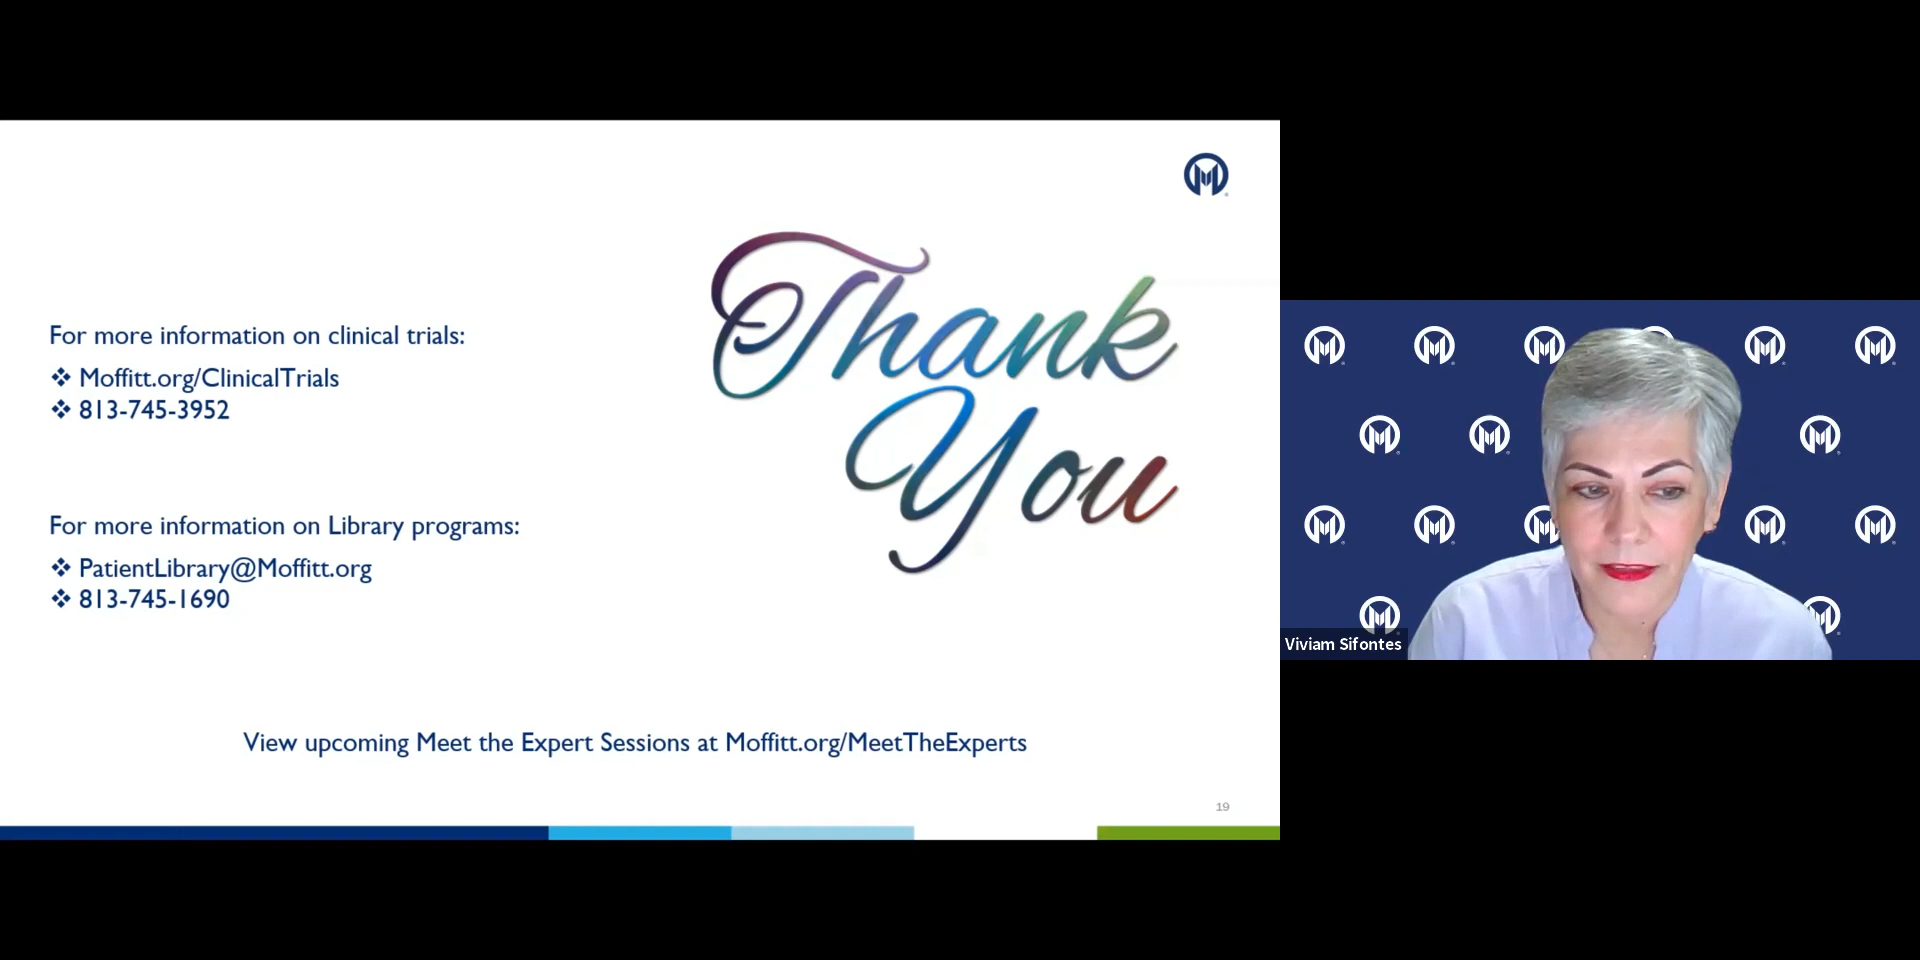 Thank
You
For more information on clinical trials:
❖ Moffitt.org/ClinicalTrials
❖ 813-745-3952
For more information on Library programs:
❖ PatientLibrary@Moffitt.org
❖ 813-745-1690
View upcoming Meet the Expert Sessions at Moffitt.org/MeetTheExperts
19
Viviam Sifontes